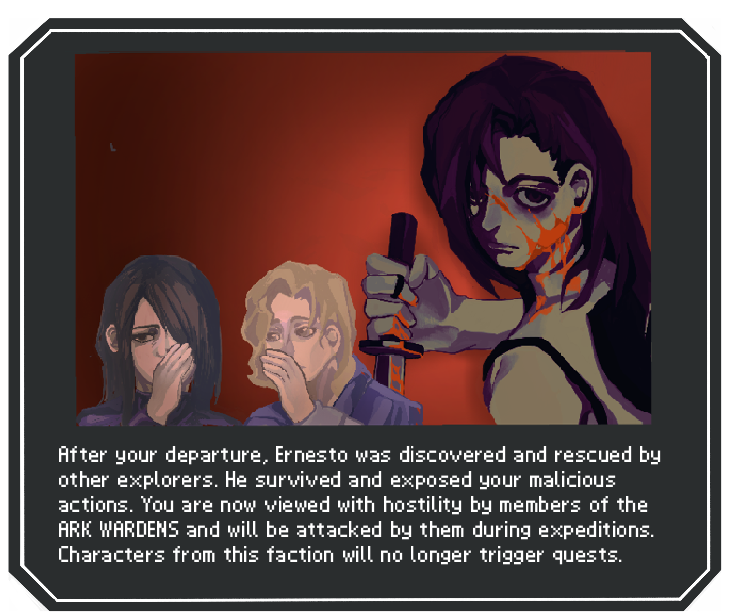 After your departure, Ernesto was discovered and rescued by
other explorers. He survived and exposed your malicious
actions. You are now viewed with hostility by members of the
ARK WARDENS and will be attacked by them during expeditions.
Characters from this faction will no longer trigger quests.